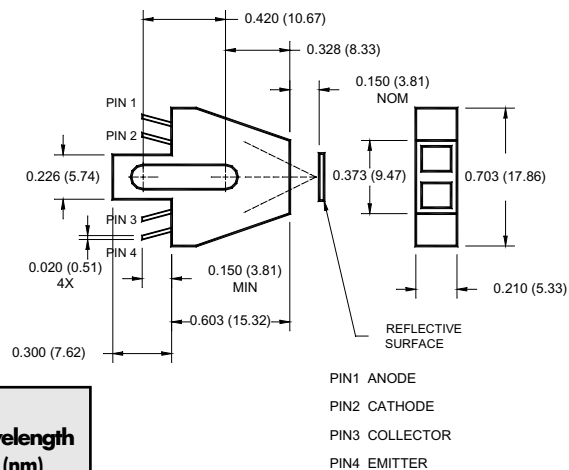 0.420 (10.67)
0.328 (8.33)
0.150 (3.81)
NOM
PIN 1
PIN 2
0.226 (5.74)
0.373 (9.47)
0.703 (17.86)
PIN 3
PIN 4
0.020 (0.51)
4X
0.150 (3.81)
MIN
0.210 (5.33)
0.603 (15.32)
REFLECTIVE
SURFACE
0.300 (7.62)
PIN1 ANODE
PIN2 CATHODE
PIN3 COLLECTOR
PIN4 EMITTER
elength
(nm)